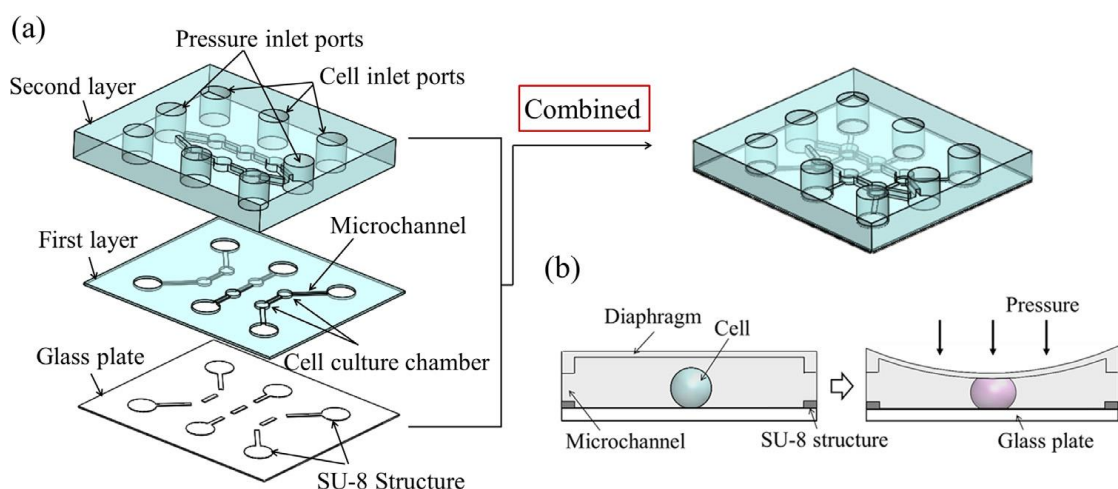 (a)
Pressure inlet ports
Cell inlet ports
Second layer
Combined
First layer
Microchannel
Cell culture chamber
Glass plate
SU-8 Structure
(b)
Diaphragm
Cell
Pressure
Microchannel
SU-8 structure
Glass plate